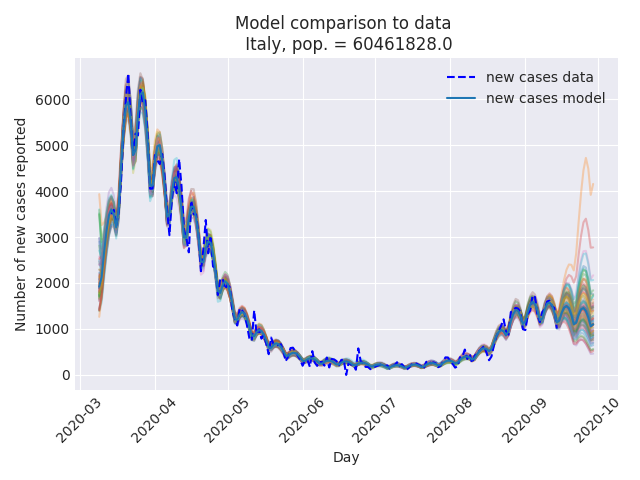 Model comparison to data
Italy, pop. = 60461828.0
new cases data
new cases model
Number of new cases reported
6000
5000
4000
3000
2000
1000
0
2020-03
2020-04
2020-05
2020-06
2020-07
2020-08
2020-09
2020-10
Day